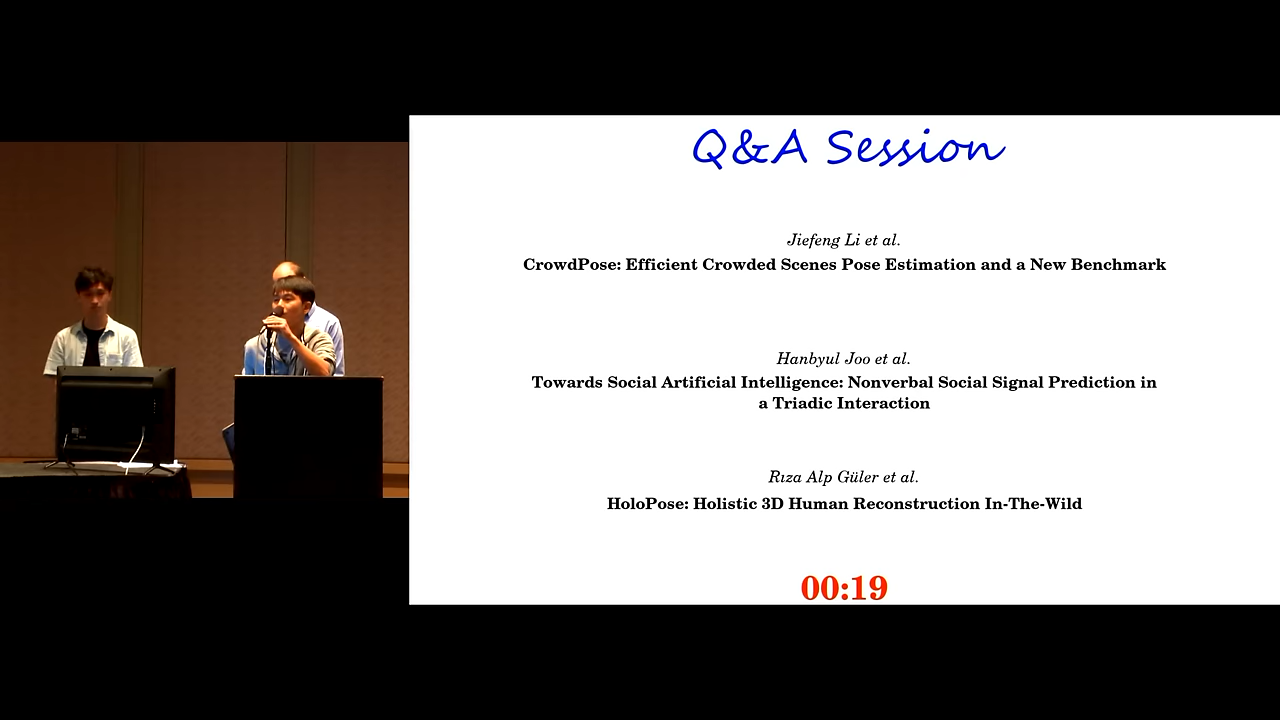 Q&A Session
Jiefeng Li et al.
CrowdPose: Efficient Crowded Scenes Pose Estimation and a New Benchmark
Hanbyul Joo et al.
Towards Social Artificial Intelligence: Nonverbal Social Signal Prediction in
a Triadic Interaction
Rıza Alp Güler et al.
HoloPose: Holistic 3D Human Reconstruction In-The-Wild
00:19